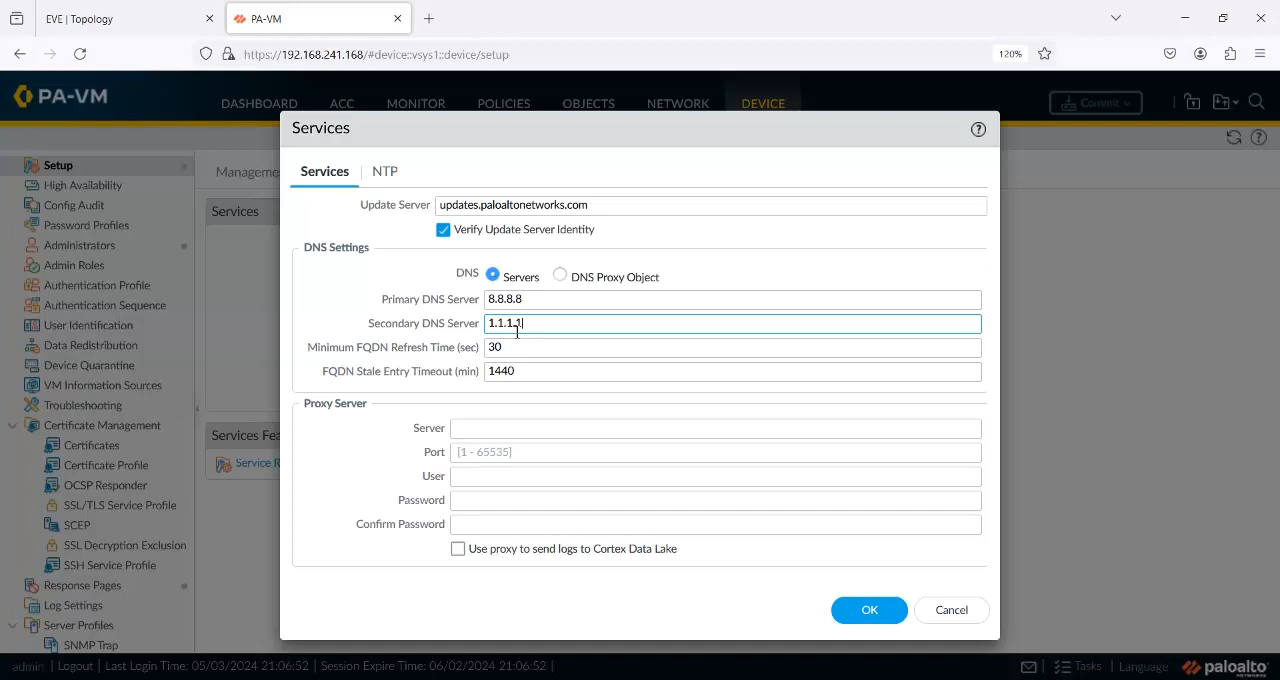 EVE | Topology
PA-VM
https://192.168.241.168/#device::vsys1::device/setup
120%
PA-VM
DASHBOARD
ACC
MONITOR
POLICIES
OBJECTS
NETWORK
DEVICE
Commit
Setup
High Availability
Config Audit
Password Profiles
Administrators
Admin Roles
Authentication Profile
Authentication Sequence
User Identification
Data Redistribution
Device Quarantine
VM Information Sources
Troubleshooting
Certificate Management
Certificates
Certificate Profile
OCSP Responder
SSL/TLS Service Profile
SCEP
SSL Decryption Exclusion
SSH Service Profile
Response Pages
Log Settings
Server Profiles
SNMP Trap
Manageme
Services
Services Fea
Service R
Services
Services
NTP
Update Server updates.paloaltonetworks.com
Verify Update Server Identity
DNS Settings
DNS Servers DNS Proxy Object
Primary DNS Server 8.8.8.8
Secondary DNS Server 1.1.1.1
Minimum FQDN Refresh Time (sec) 30
FQDN Stale Entry Timeout (min) 1440
Proxy Server
Server
Port [1 - 65535]
User
Password
Confirm Password
Use proxy to send logs to Cortex Data Lake
OK
Cancel
admin | Logout | Last Login Time: 05/03/2024 21:06:52 | Session Expire Time: 06/02/2024 21:06:52 |
Tasks | Language
paloalto
NETWORKS